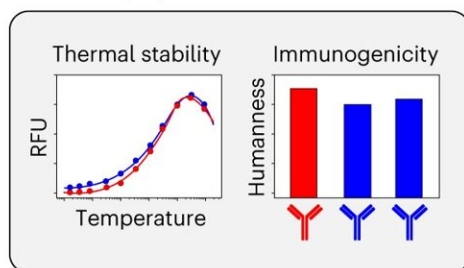 Thermal stability
RFU
Temperature
Immunogenicity
Humanness